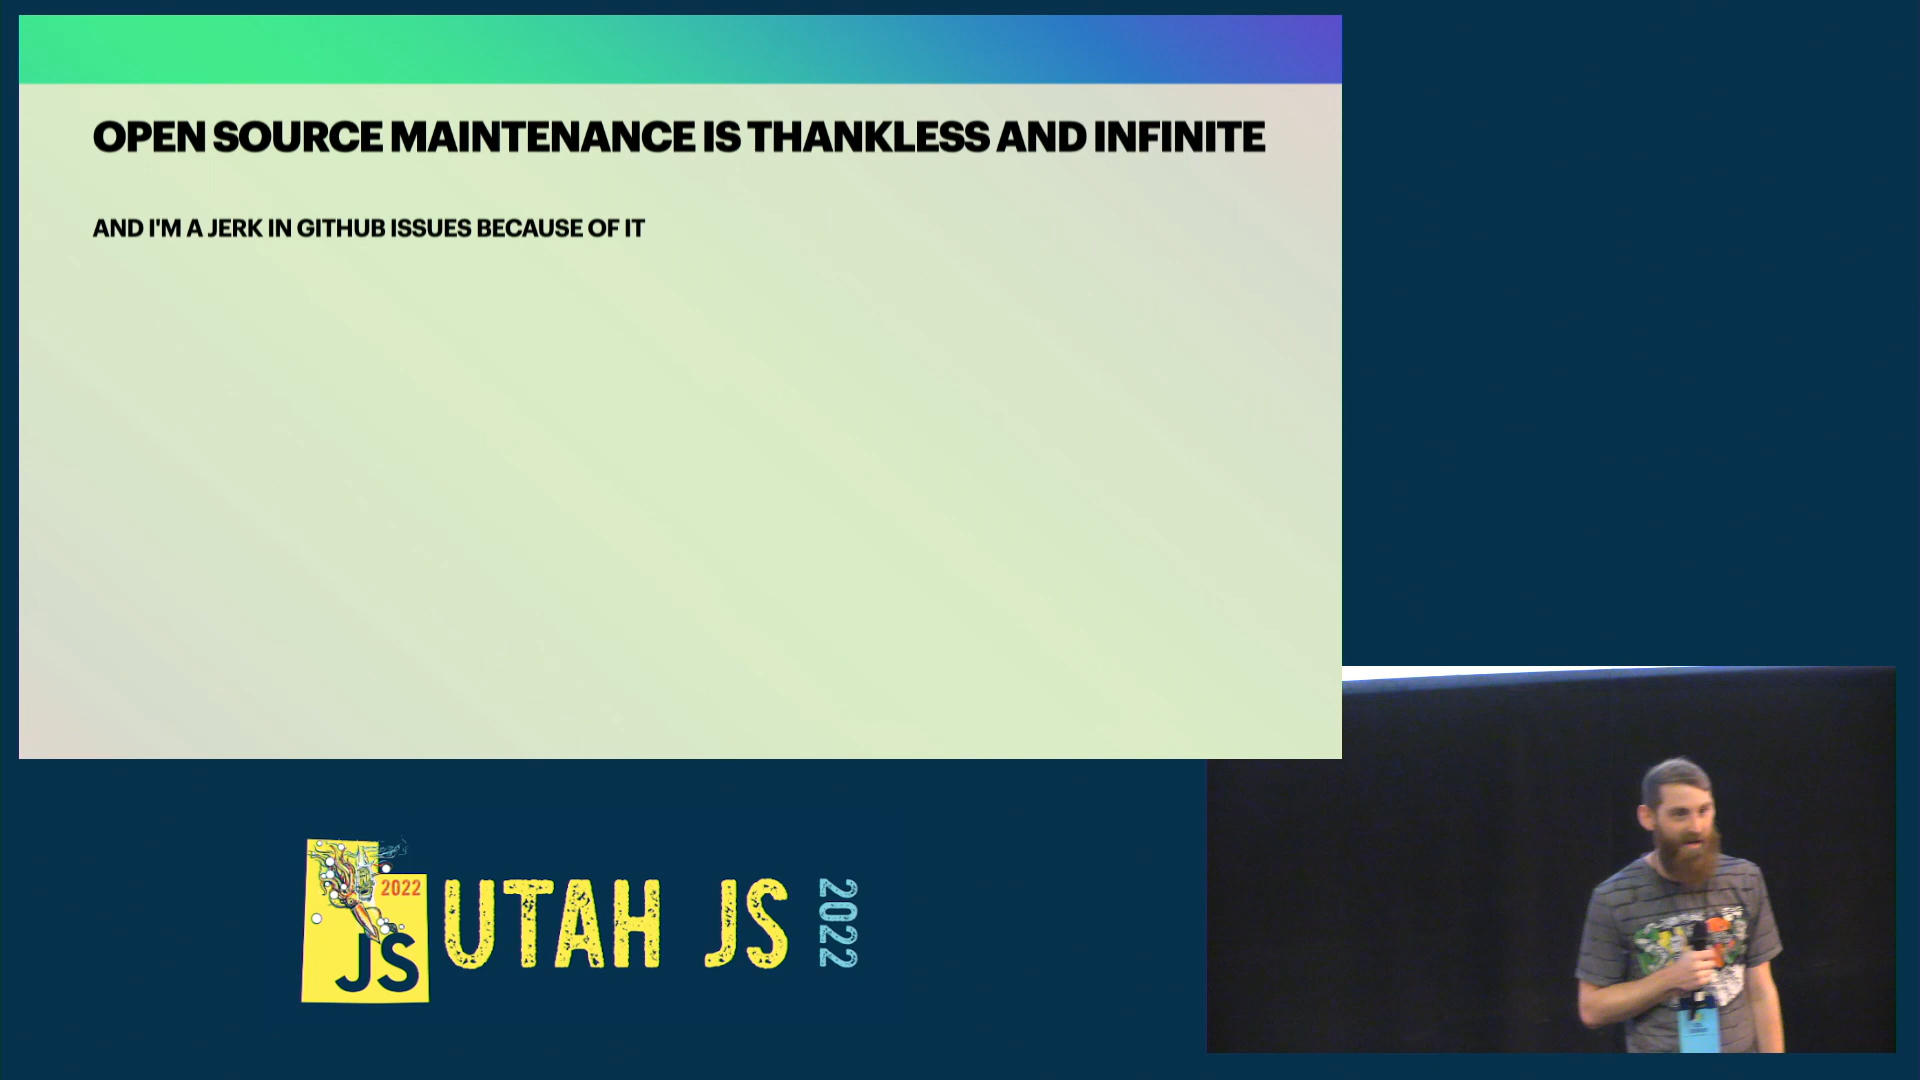 OPEN SOURCE MAINTENANCE IS THANKLESS AND INFINITE
AND I'M A JERK IN GITHUB ISSUES BECAUSE OF IT
2022
JS
UTAH JS
2022